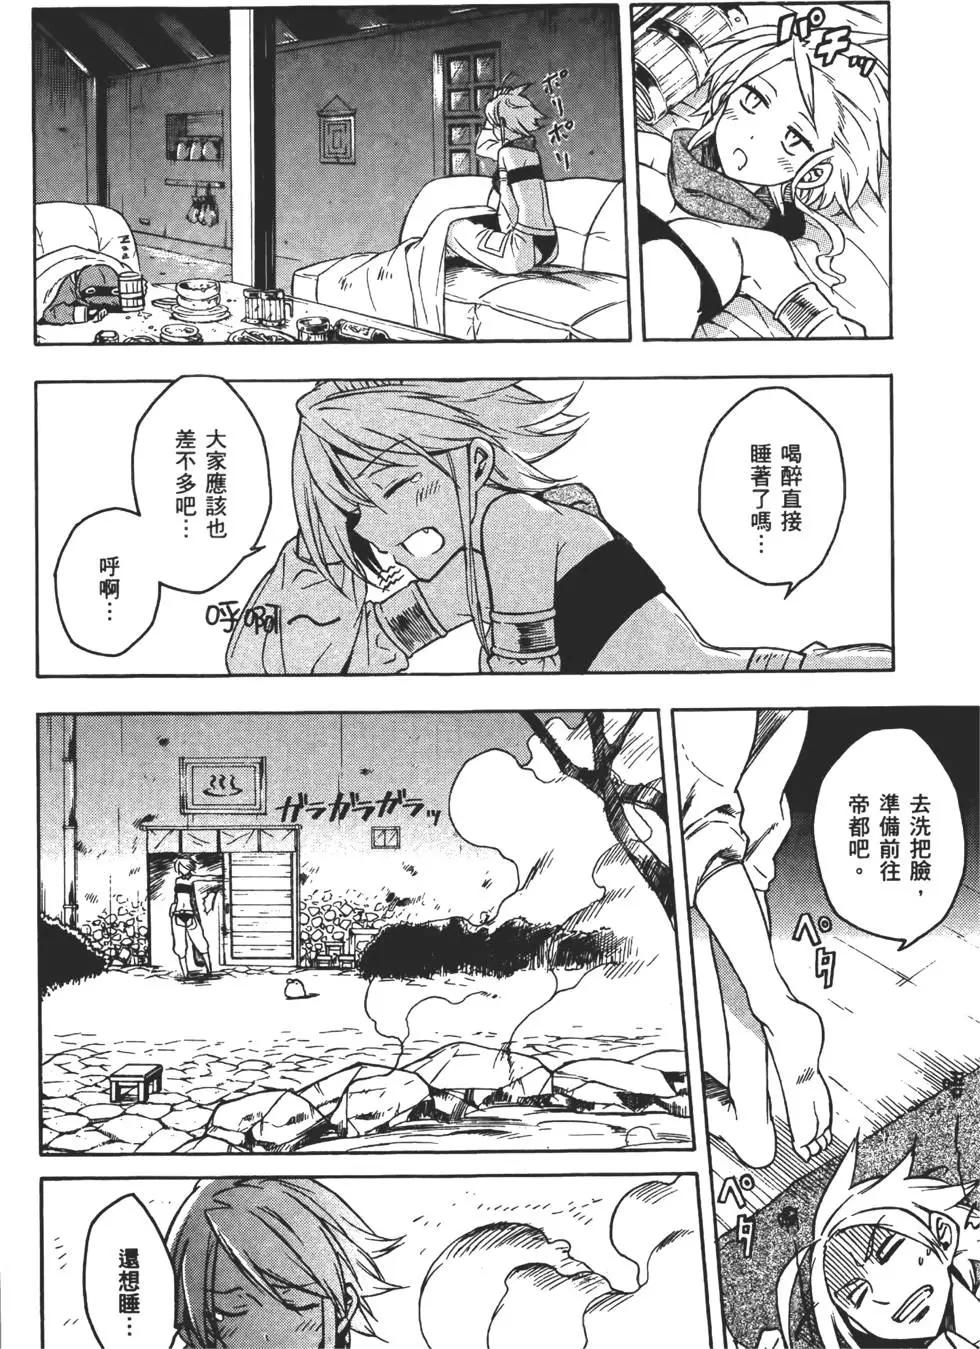 パチッ
ポリポリ
zzz
喝醉直接
睡著了嗎…
大家應該也
差不多吧…
呼啊…
呼啊～
去洗把臉，
準備前往
帝都吧。
ペタ
ペタ
ガラガラガラッ
還想睡…